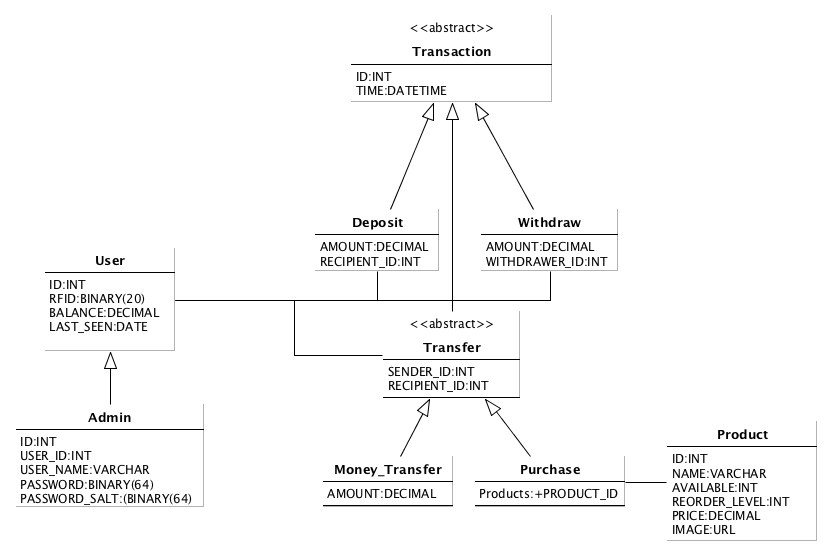 <<abstract>>
Transaction
ID:INT
TIME:DATETIME
Deposit
AMOUNT:DECIMAL
RECIPIENT_ID:INT
Withdraw
AMOUNT:DECIMAL
WITHDRAWER_ID:INT
User
ID:INT
RFID:BINARY(20)
BALANCE:DECIMAL
LAST_SEEN:DATE
<<abstract>>
Transfer
SENDER_ID:INT
RECIPIENT_ID:INT
Admin
ID:INT
USER_ID:INT
USER_NAME:VARCHAR
PASSWORD:BINARY(64)
PASSWORD_SALT:(BINARY(64)
Money_Transfer
AMOUNT:DECIMAL
Purchase
Products:+PRODUCT_ID
Product
ID:INT
NAME:VARCHAR
AVAILABLE:INT
REORDER_LEVEL:INT
PRICE:DECIMAL
IMAGE:URL